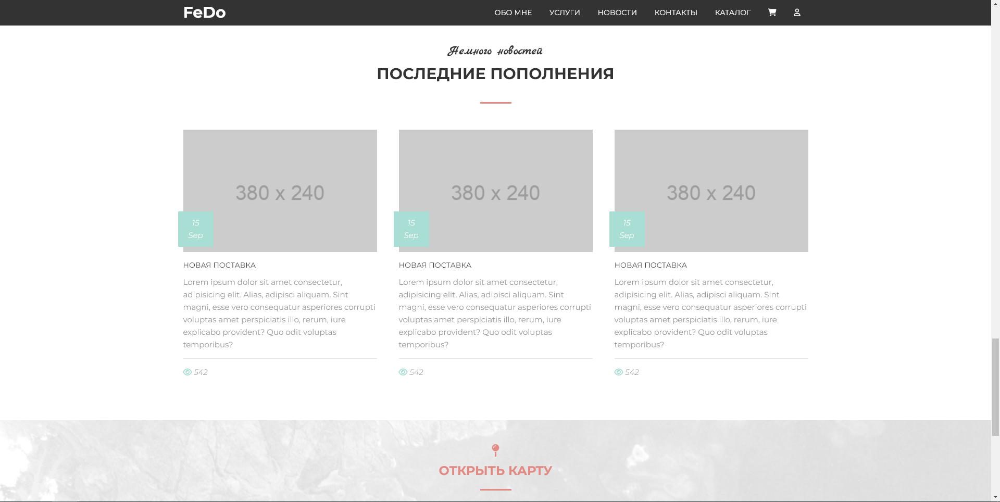 FeDo
ОБО МНЕ УСЛУГИ НОВОСТИ КОНТАКТЫ КАТАЛОГ
Немного новостей
ПОСЛЕДНИЕ ПОПОЛНЕНИЯ
380 x 240
15
Sep
НОВАЯ ПОСТАВКА
Lorem ipsum dolor sit amet consectetur,
adipisicing elit. Alias, adipisci aliquam. Sint
magni, esse vero consequatur asperiores corrupti
voluptas amet perspiciatis illo, rerum, iure
explicabo provident? Quo odit voluptas
temporibus?
542
380 x 240
15
Sep
НОВАЯ ПОСТАВКА
Lorem ipsum dolor sit amet consectetur,
adipisicing elit. Alias, adipisci aliquam. Sint
magni, esse vero consequatur asperiores corrupti
voluptas amet perspiciatis illo, rerum, iure
explicabo provident? Quo odit voluptas
temporibus?
542
380 x 240
15
Sep
НОВАЯ ПОСТАВКА
Lorem ipsum dolor sit amet consectetur,
adipisicing elit. Alias, adipisci aliquam. Sint
magni, esse vero consequatur asperiores corrupti
voluptas amet perspiciatis illo, rerum, iure
explicabo provident? Quo odit voluptas
temporibus?
542
ОТКРЫТЬ КАРТУ